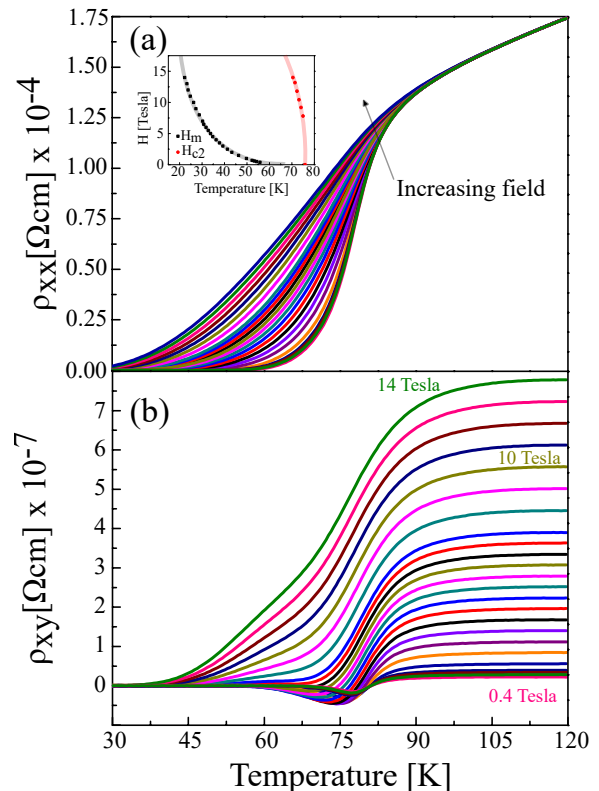 (a)
ρxx[Ωcm] x 10-4
1.75
1.50
1.25
1.00
0.75
0.50
0.25
0.00
H [Tesla]
15
10
5
0
Hm
Hc2
20 30 40 50 60 70 80
Temperature [K]
Increasing field
(b)
ρxy[Ωcm] x 10-7
7
6
5
4
3
2
1
0
14 Tesla
10 Tesla
0.4 Tesla
30 45 60 75 90 105 120
Temperature [K]